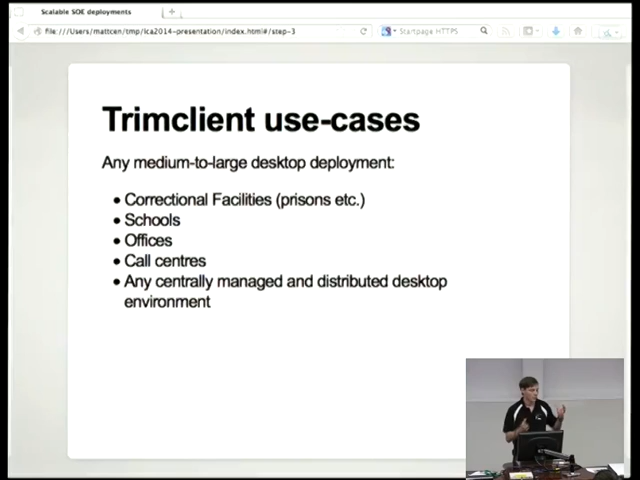 Scalable SOE deployments
file:///Users/mattcen/tmp/lca2014-presentation/index.html#/step-3
Startpage HTTPS
Trimclient use-cases
Any medium-to-large desktop deployment:
• Correctional Facilities (prisons etc.)
• Schools
• Offices
• Call centres
• Any centrally managed and distributed desktop
environment